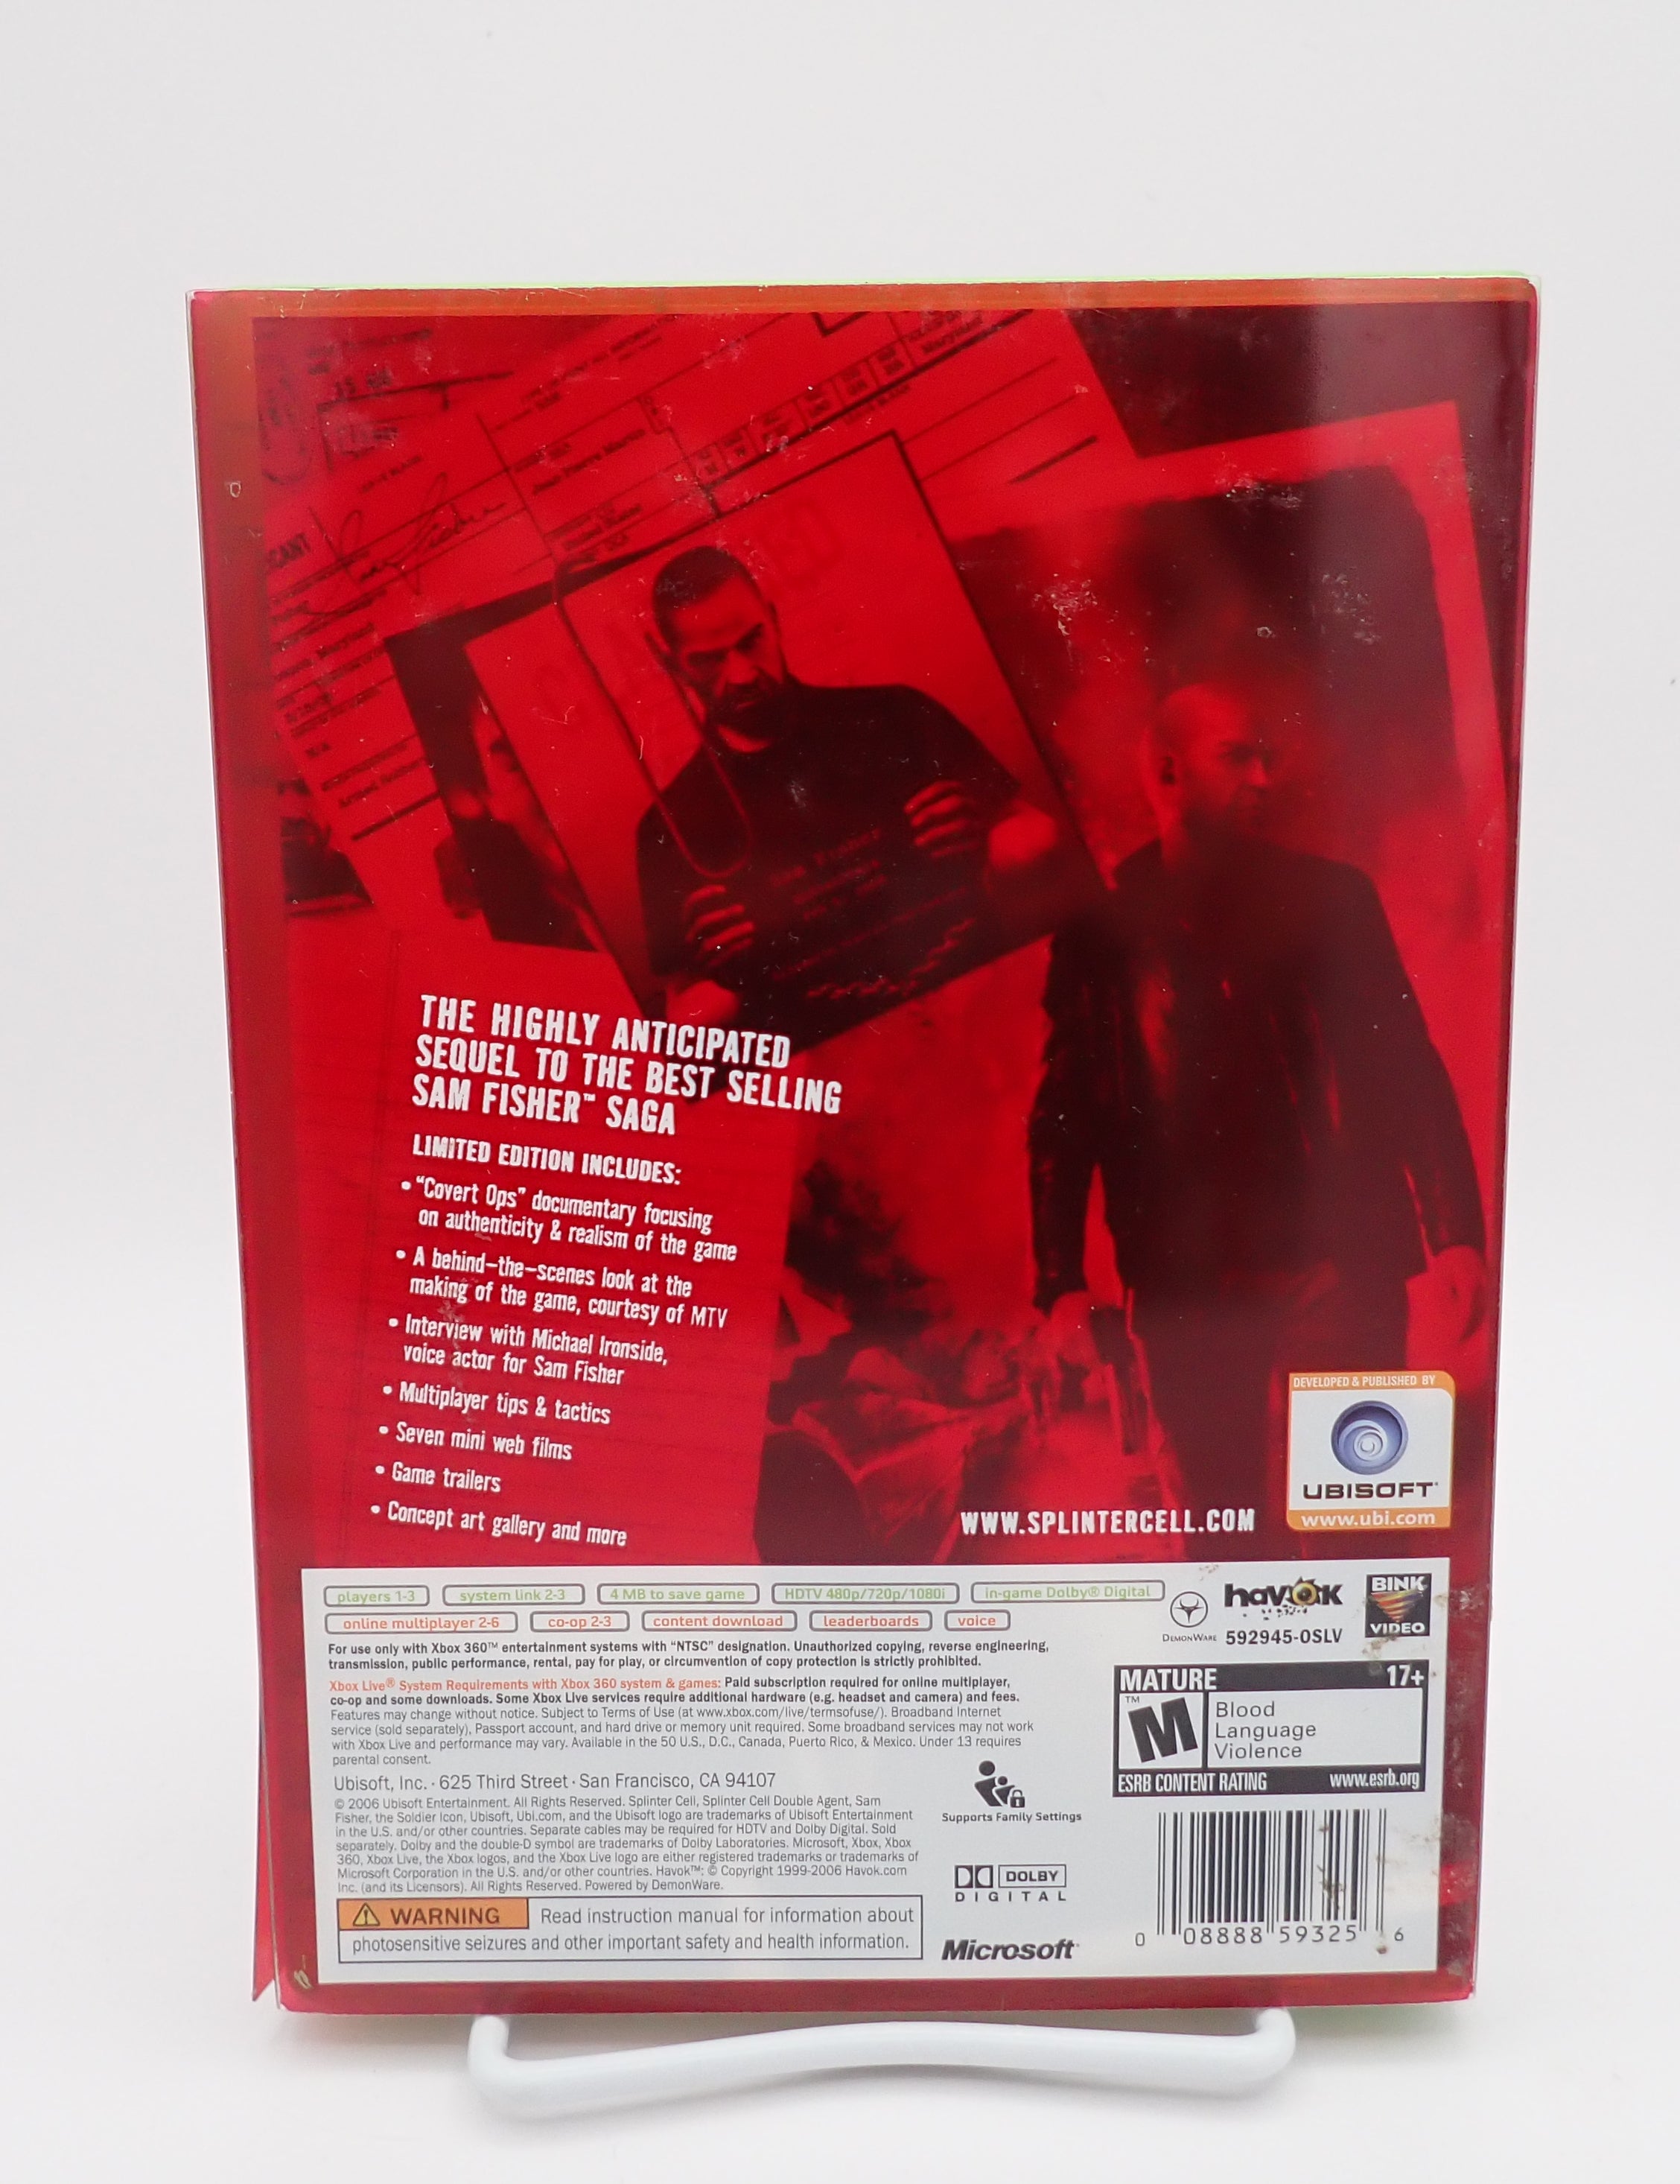 THE HIGHLY ANTICIPATED
SEQUEL TO THE BEST SELLING
SAM FISHER™ SAGA
LIMITED EDITION INCLUDES:
• "Covert Ops" documentary focusing
on authenticity & realism of the game
• A behind-the-scenes look at the
making of the game, courtesy of MTV
• Interview with Michael Ironside,
voice actor for Sam Fisher
• Multiplayer tips & tactics
• Seven mini web films
• Game trailers
• Concept art gallery and more
WWW.SPLINTERCELL.COM
DEVELOPED & PUBLISHED BY
UBISOFT
www.ubi.com
players 1-3 system link 2-3 4 MB to save game HDTV 480p/720p/1080i in-game Dolby® Digital
online multiplayer 2-6 co-op 2-3 content download leaderboards voice
DEMONWARE
havok
592945-0SLV
BINK
VIDEO
For use only with Xbox 360™ entertainment systems with "NTSC" designation. Unauthorized copying, reverse engineering,
transmission, public performance, rental, pay for play, or circumvention of copy protection is strictly prohibited.
Xbox Live® System Requirements with Xbox 360 system & games: Paid subscription required for online multiplayer,
co-op and some downloads. Some Xbox Live services require additional hardware (e.g. headset and camera) and fees.
Features may change without notice. Subject to Terms of Use (at www.xbox.com/live/termsofuse/). Broadband Internet
service (sold separately), Passport account, and hard drive or memory unit required. Some broadband services may not work
with Xbox Live and performance may vary. Available in the 50 U.S., D.C., Canada, Puerto Rico, & Mexico. Under 13 requires
parental consent.
Ubisoft, Inc. · 625 Third Street · San Francisco, CA 94107
© 2006 Ubisoft Entertainment. All Rights Reserved. Splinter Cell, Splinter Cell Double Agent, Sam
Fisher, the Soldier Icon, Ubisoft, Ubi.com, and the Ubisoft logo are trademarks of Ubisoft Entertainment
in the U.S. and/or other countries. Separate cables may be required for HDTV and Dolby Digital. Sold
separately. Dolby and the double-D symbol are trademarks of Dolby Laboratories. Microsoft, Xbox, Xbox
360, Xbox Live, the Xbox logos, and the Xbox Live logo are either registered trademarks or trademarks of
Microsoft Corporation in the U.S. and/or other countries. Havok™: © Copyright 1999-2006 Havok.com
Inc. (and its Licensors). All Rights Reserved. Powered by DemonWare.
WARNING Read instruction manual for information about
photosensitive seizures and other important safety and health information.
Supports Family Settings
DOLBY
DIGITAL
Microsoft
MATURE 17+
M™
Blood
Language
Violence
ESRB CONTENT RATING www.esrb.org
0 08888 59325 6